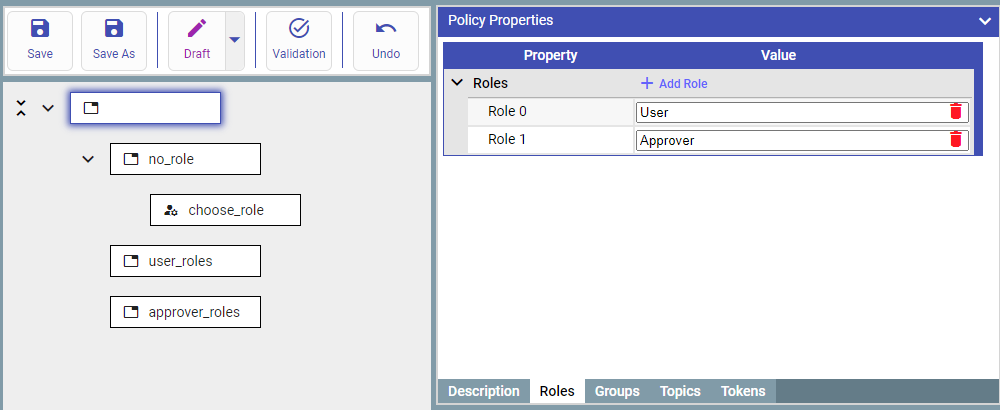 Save
Save As
Draft
Validation
Undo
no_role
choose_role
user_roles
approver_roles
Policy Properties
Property Value
Roles + Add Role
Role 0 User
Role 1 Approver
Description Roles Groups Topics Tokens